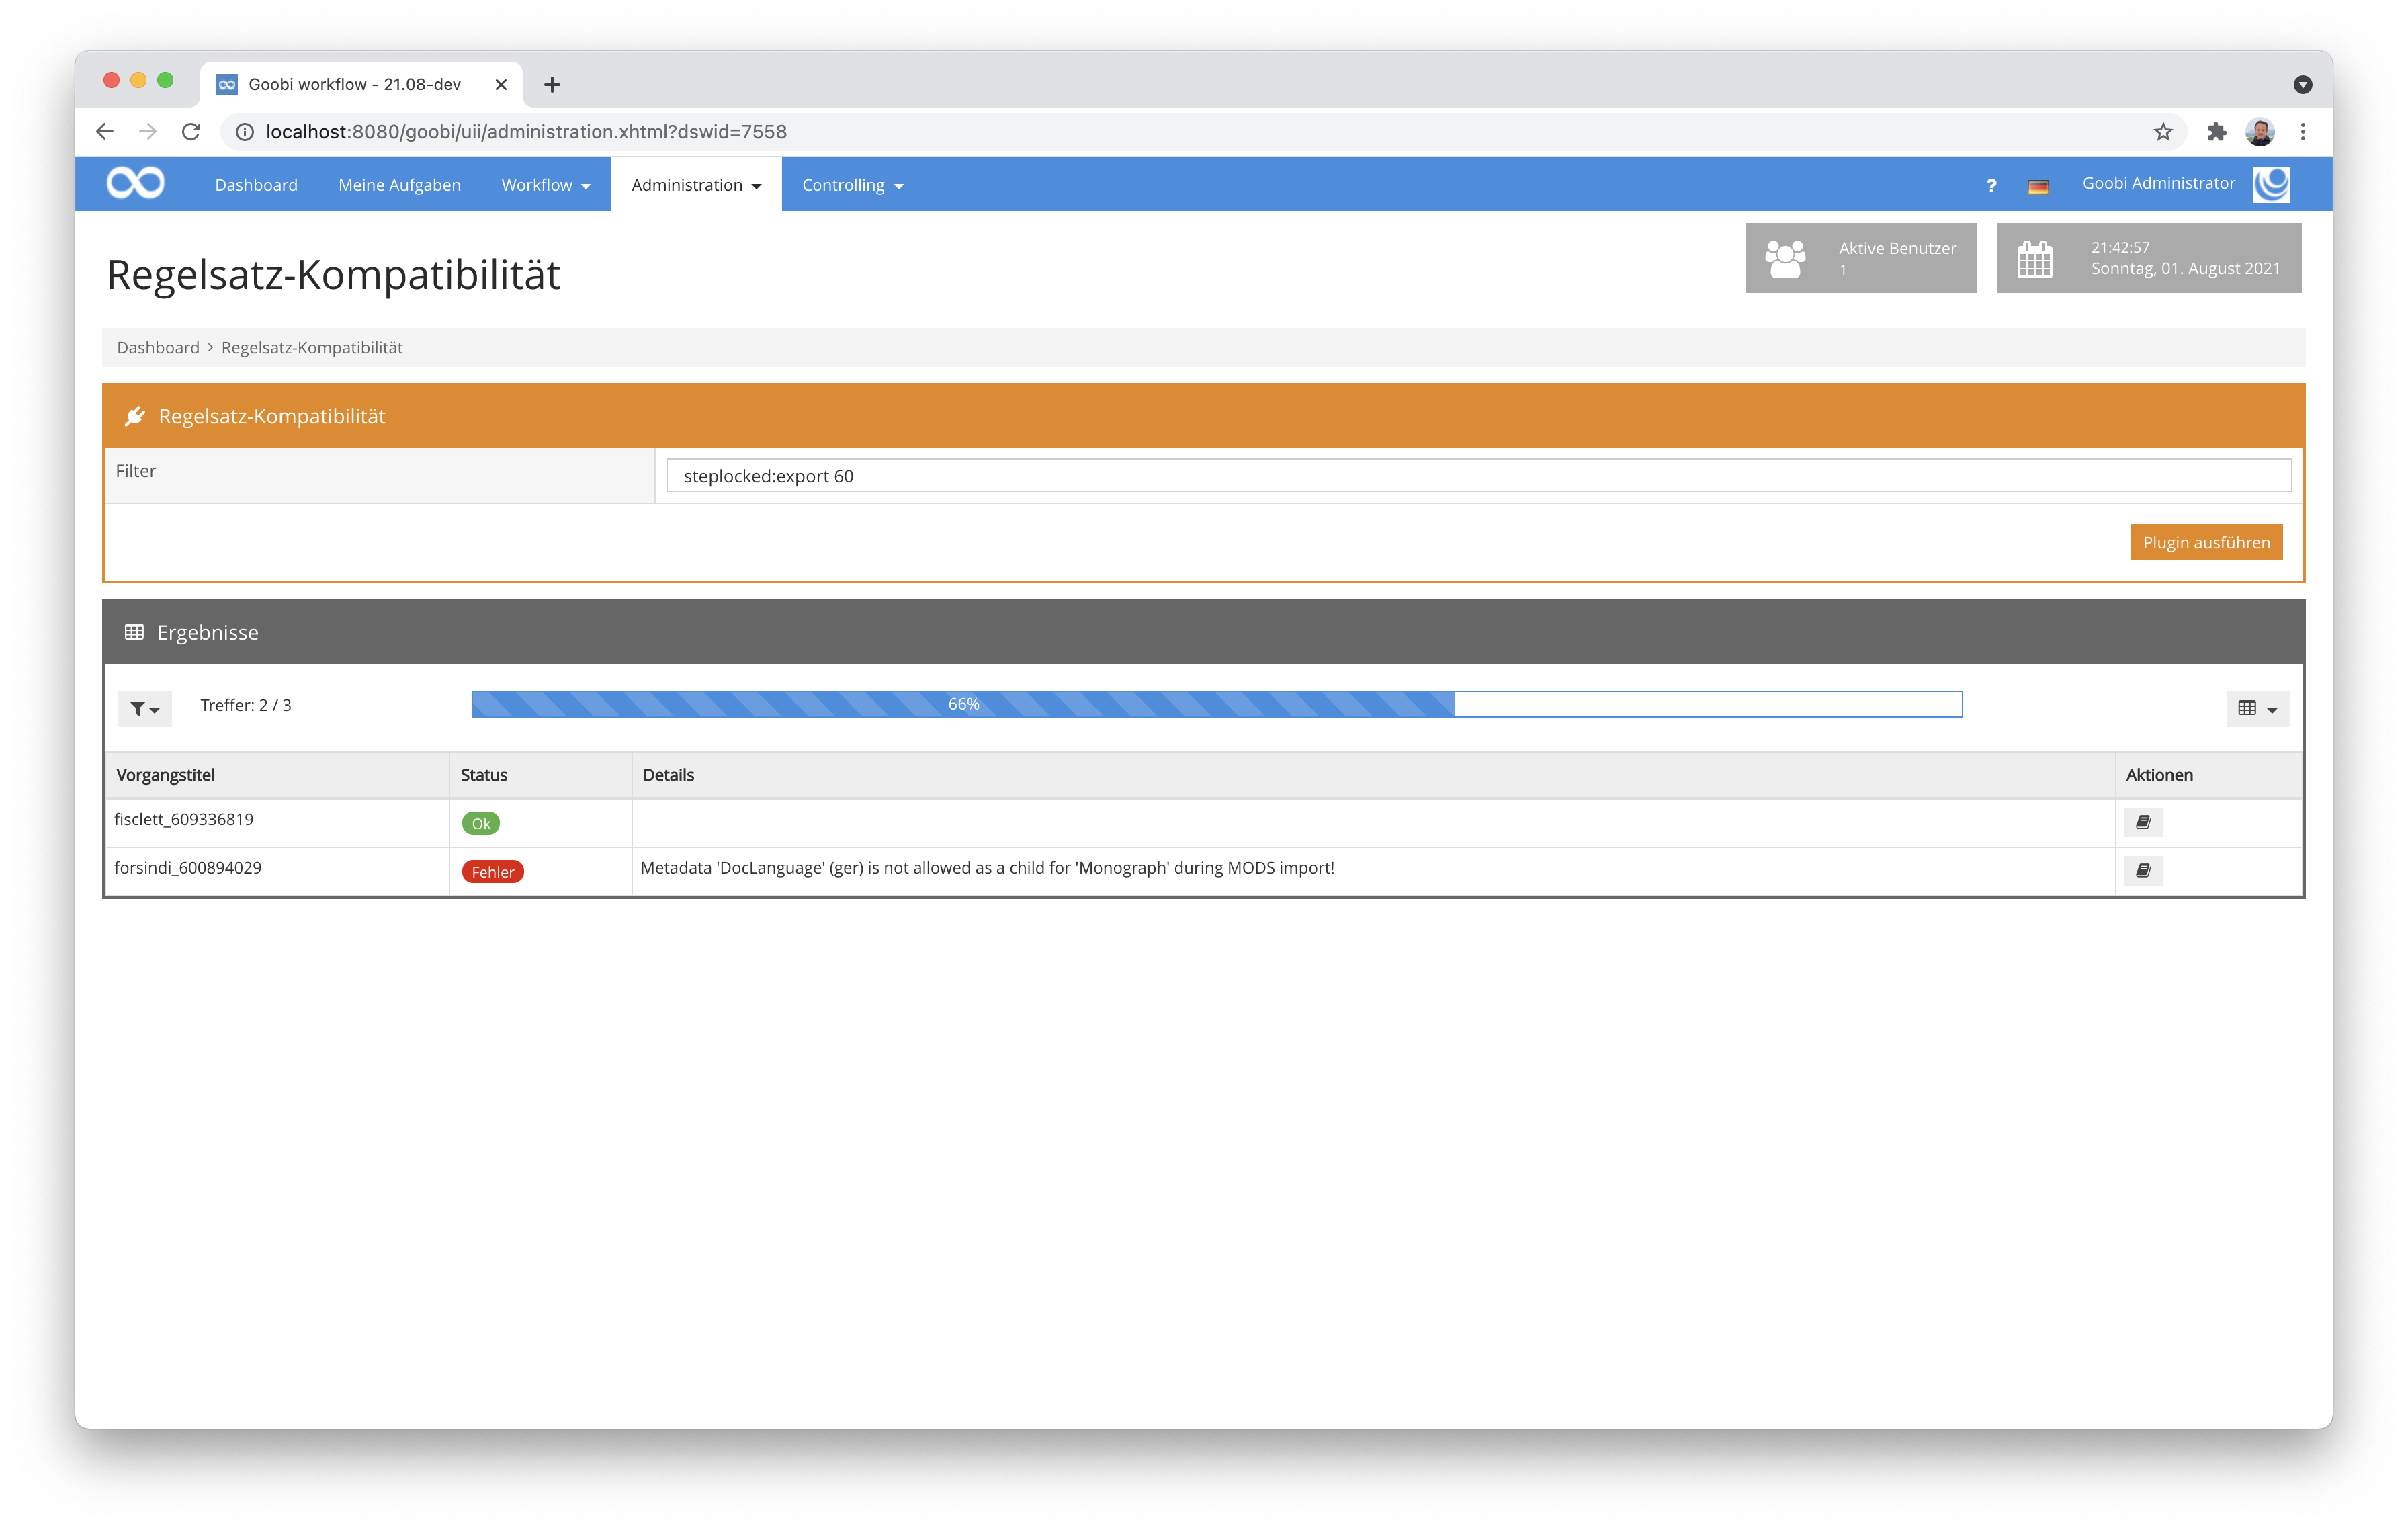 Goobi workflow - 21.08-dev
localhost:8080/goobi/uii/administration.xhtml?dswid=7558
Dashboard Meine Aufgaben Workflow Administration Controlling ? Goobi Administrator
Regelsatz-Kompatibilität
Aktive Benutzer
1
21:42:57
Sonntag, 01. August 2021
Dashboard > Regelsatz-Kompatibilität
Regelsatz-Kompatibilität
Filter steplocked:export 60
Plugin ausführen
Ergebnisse
Treffer: 2 / 3 66%
Vorgangstitel Status Details Aktionen
fisclett_609336819 Ok
forsindi_600894029 Fehler Metadata 'DocLanguage' (ger) is not allowed as a child for 'Monograph' during MODS import!